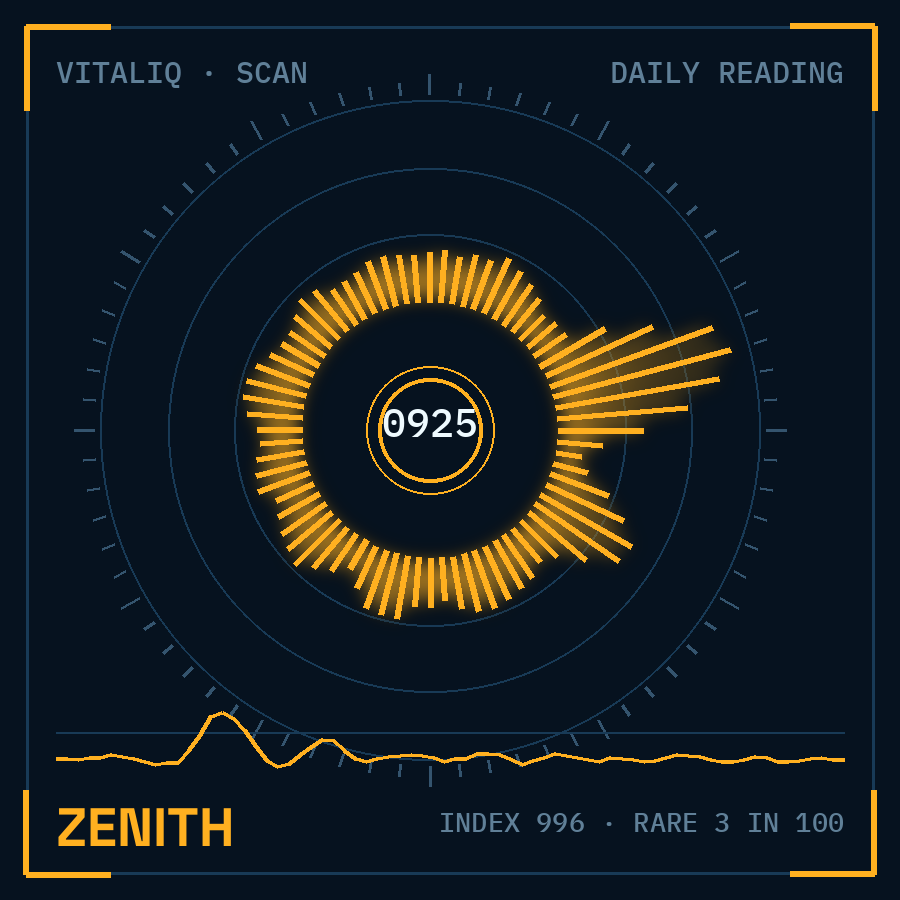 VITALIQ · SCAN
DAILY READING
0925
ZENITH
INDEX 996 · RARE 3 IN 100